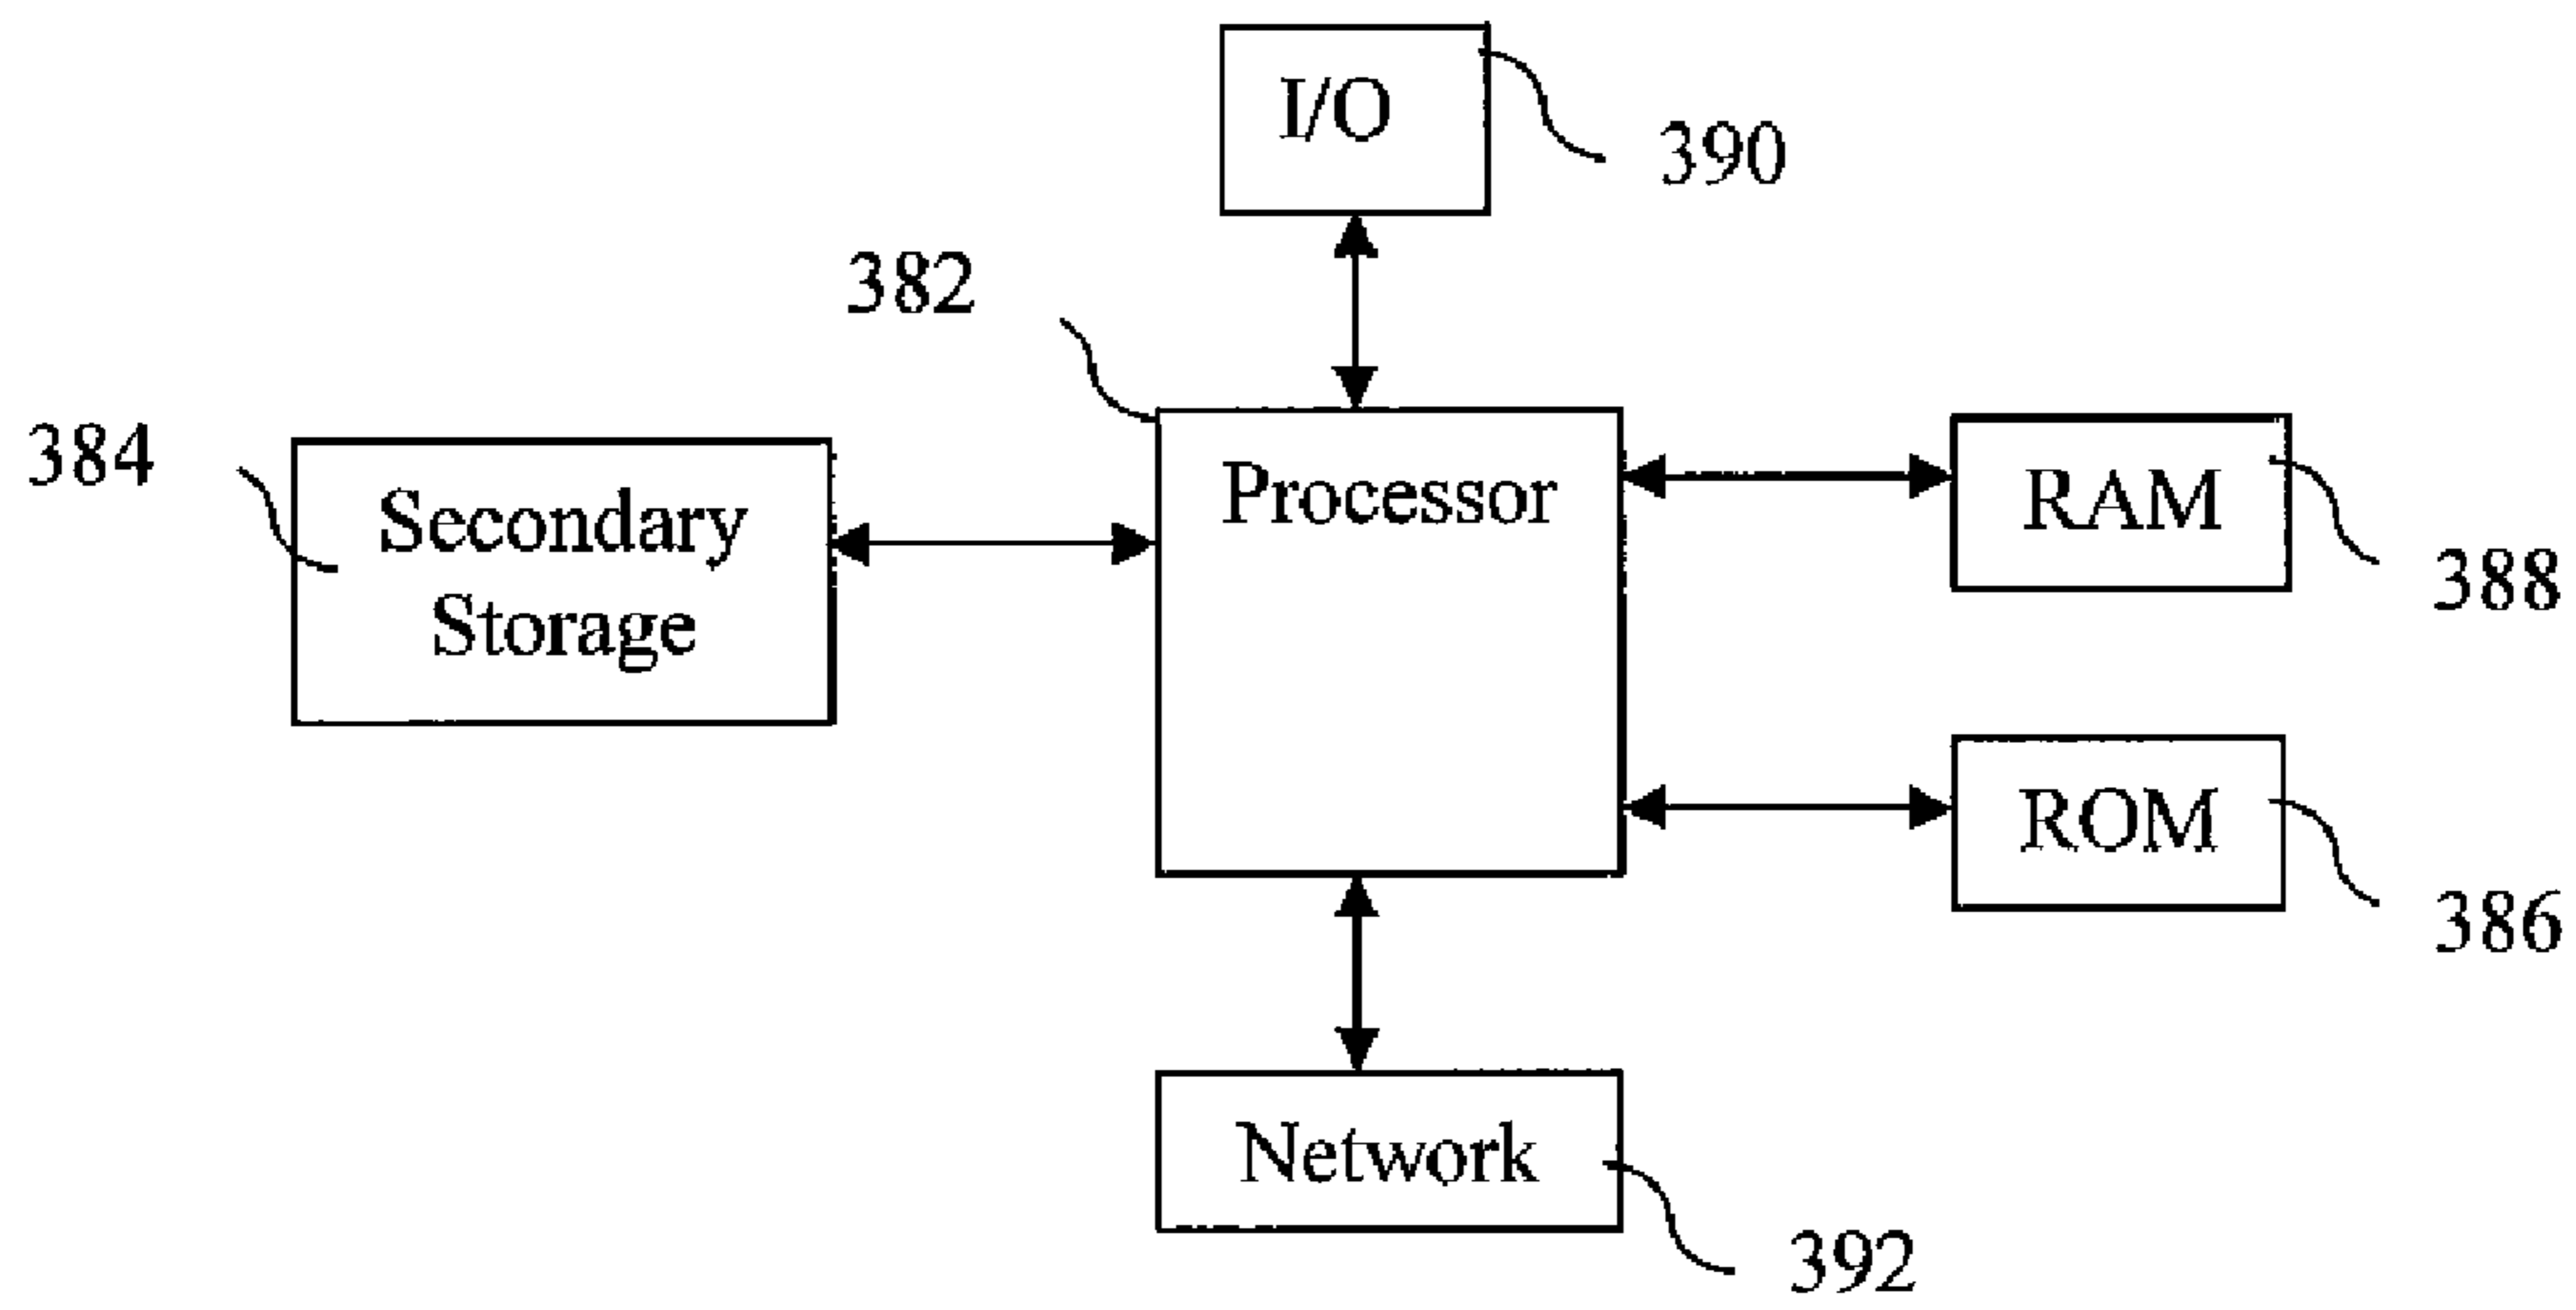 I/O
390
382
384
Secondary
Storage
Processor
RAM
388
ROM
386
Network
392